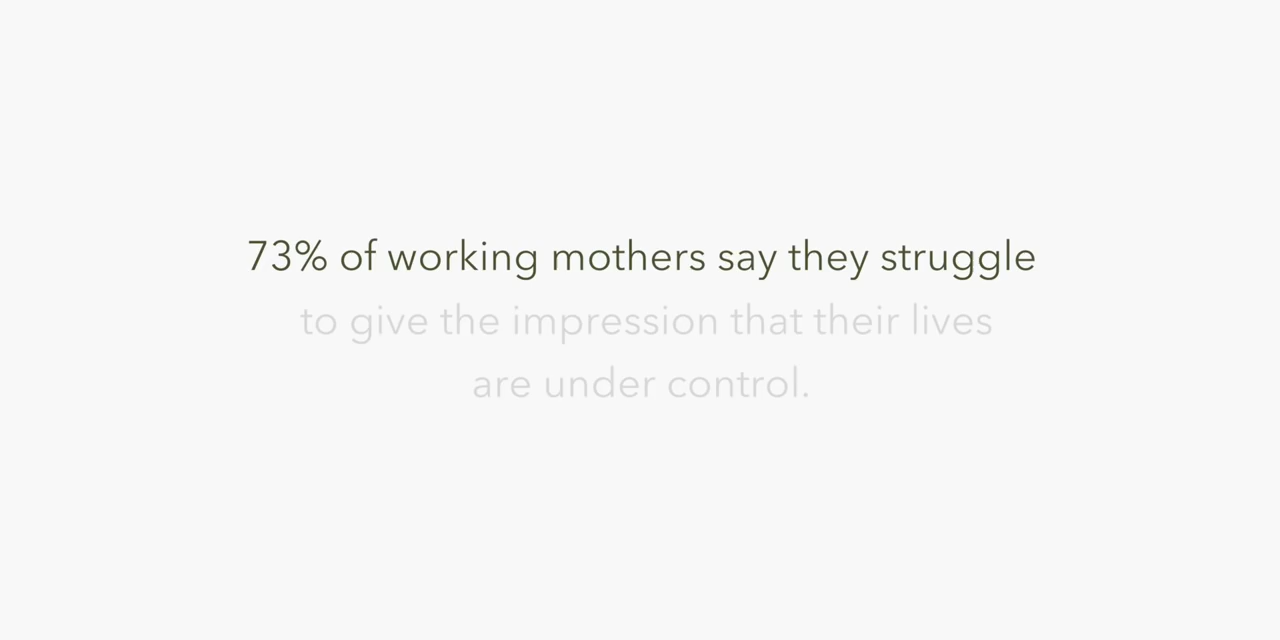 73% of working mothers say they struggle
to give the impression that their lives
are under control.